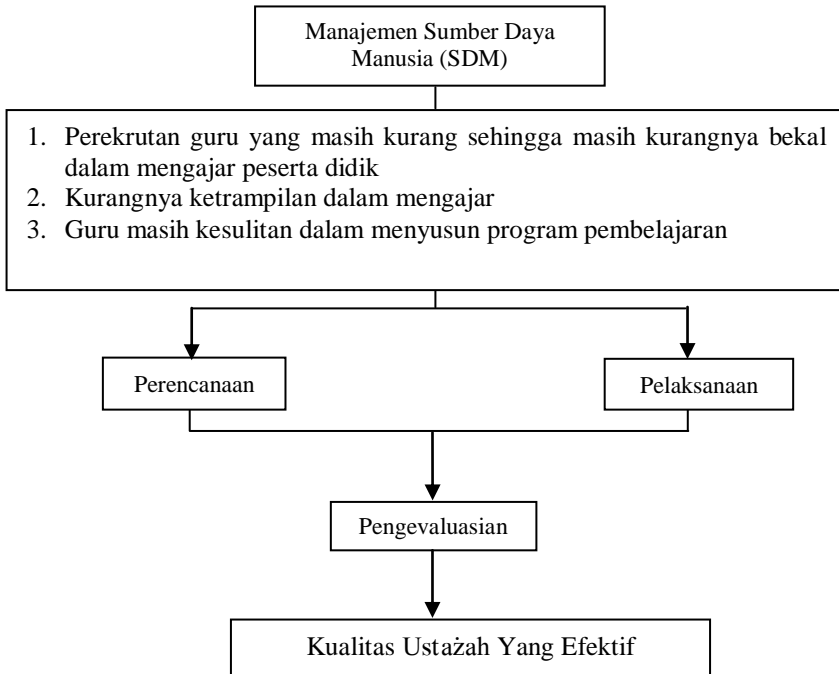 Manajemen Sumber Daya
Manusia (SDM)
1. Perekrutan guru yang masih kurang sehingga masih kurangnya bekal
dalam mengajar peserta didik
2. Kurangnya ketrampilan dalam mengajar
3. Guru masih kesulitan dalam menyusun program pembelajaran
Perencanaan
Pelaksanaan
Pengevaluasian
Kualitas Ustażah Yang Efektif